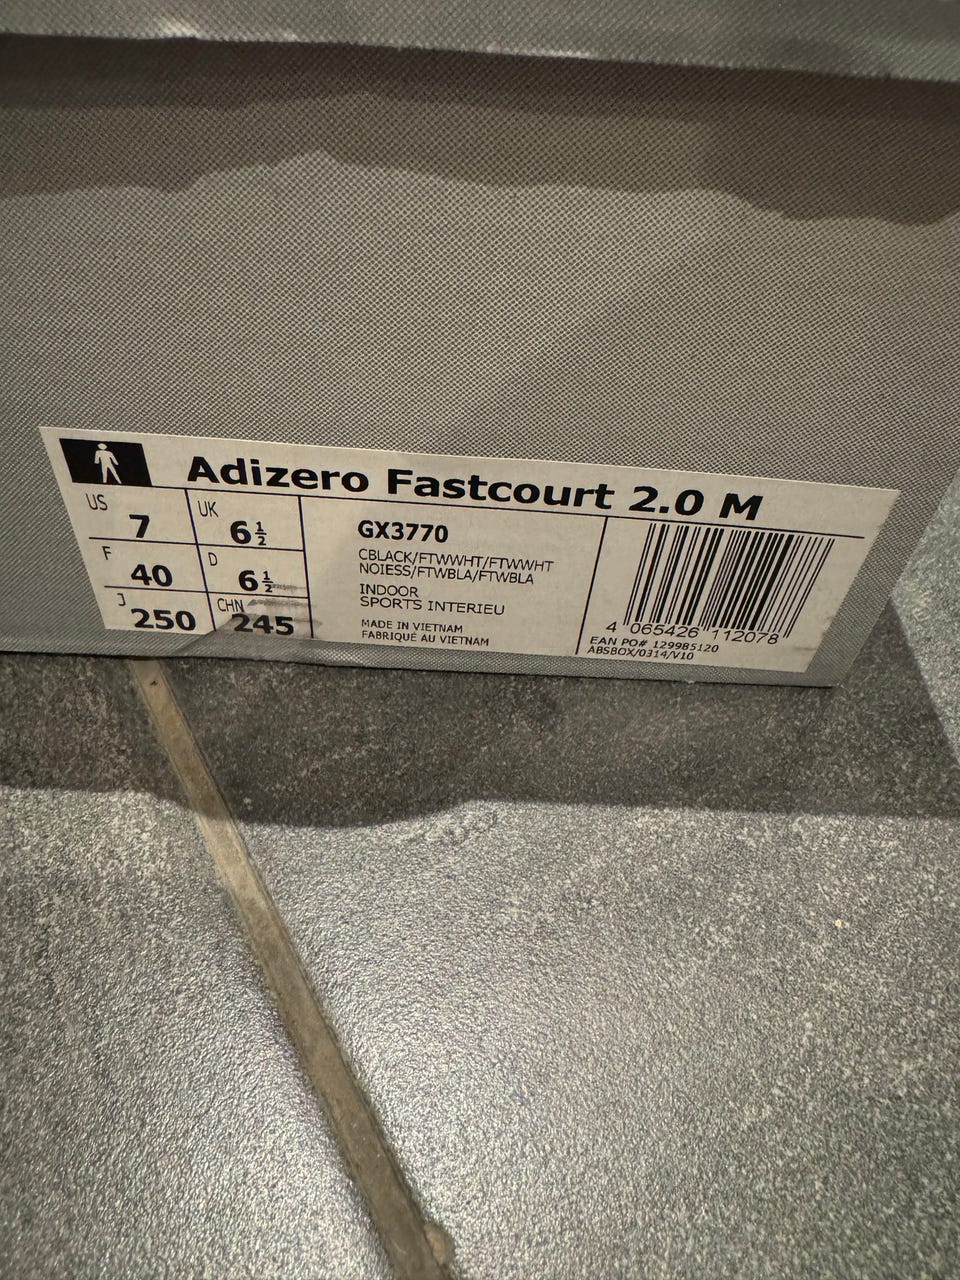 Adizero Fastcourt 2.0 M
US 7 UK 6½
F 40 D 6½
J 250 CHN 245
GX3770
CBLACK/FTWWHT/FTWWHT
NOIESS/FTWBLA/FTWBLA
INDOOR
SPORTS INTERIEU
MADE IN VIETNAM
FABRIQUÉ AU VIETNAM
4 065426 112078
EAN PO# 129985120
ABSBOX/0314/V10